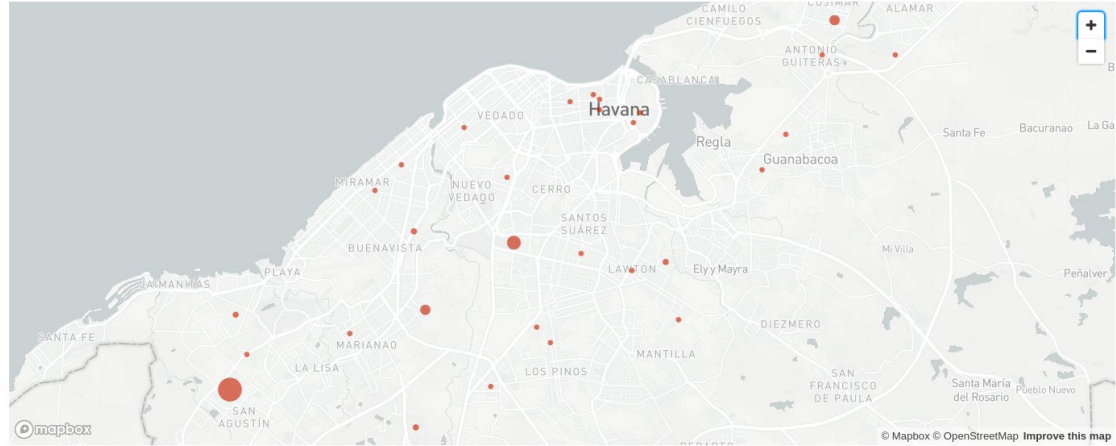 CAMILO
CIENFUEGOS
COJÍMAR
ALAMAR
+
−
ANTONIO
GUITERAS
CASABLANCA
VEDADO
Havana
Santa Fe
Bacuranao
Regla
Guanabacoa
MIRAMAR
NUEVO
VEDADO
CERRO
SANTOS
SUÁREZ
BUENAVISTA
Mi Villa
PLAYA
LAWTON
Ely y Mayra
Peñalver
JAIMANITAS
SANTA FE
DIEZMERO
MARIANAO
MANTILLA
LA LISA
LOS PINOS
SAN
FRANCISCO
DE PAULA
Santa María
del Rosario
Pueblo Nuevo
SAN
AGUSTÍN
mapbox
© Mapbox © OpenStreetMap Improve this map